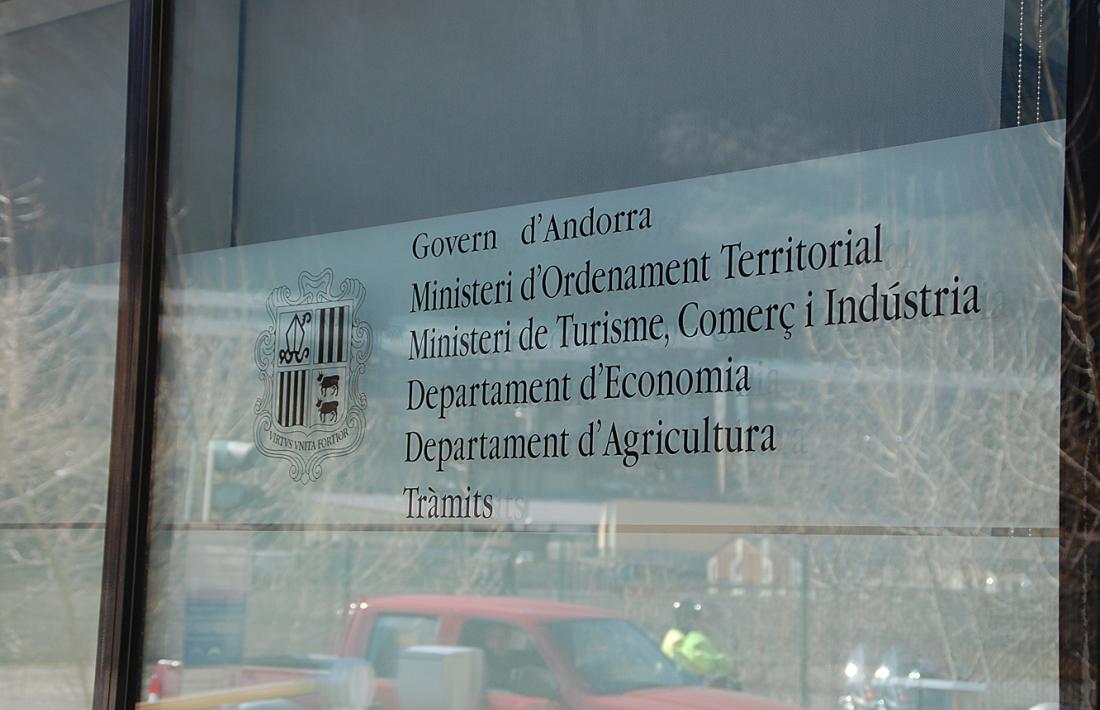 Govern d'Andorra
Ministeri d'Ordenament Territorial
Ministeri de Turisme, Comerç i Indústria
Departament d'Economia
Departament d'Agricultura
Tràmits
VIRTVS VNITA FORTIOR